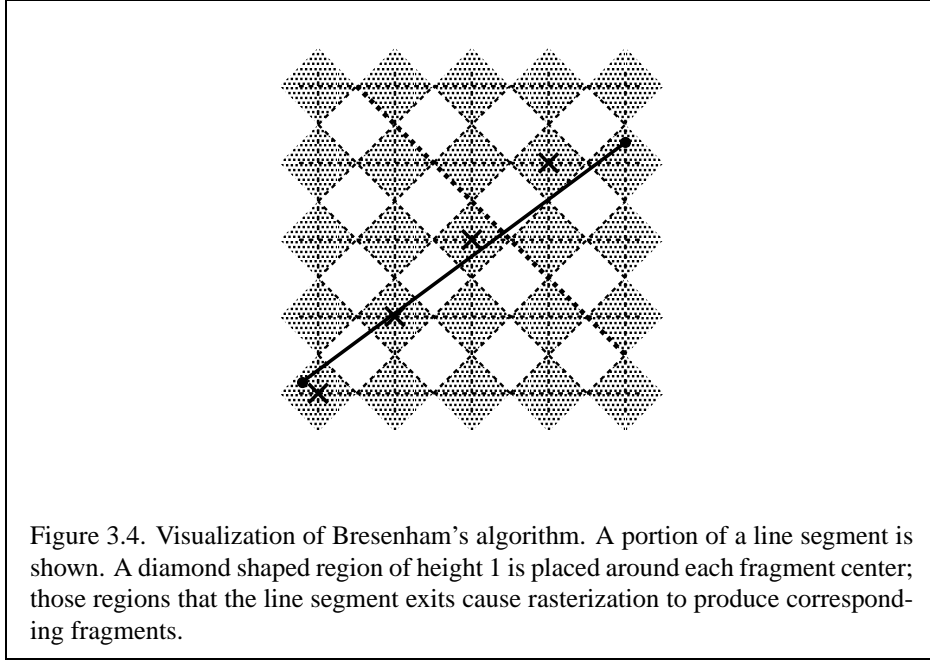 Figure 3.4. Visualization of Bresenham's algorithm. A portion of a line segment is
shown. A diamond shaped region of height 1 is placed around each fragment center;
those regions that the line segment exits cause rasterization to produce correspond-
ing fragments.